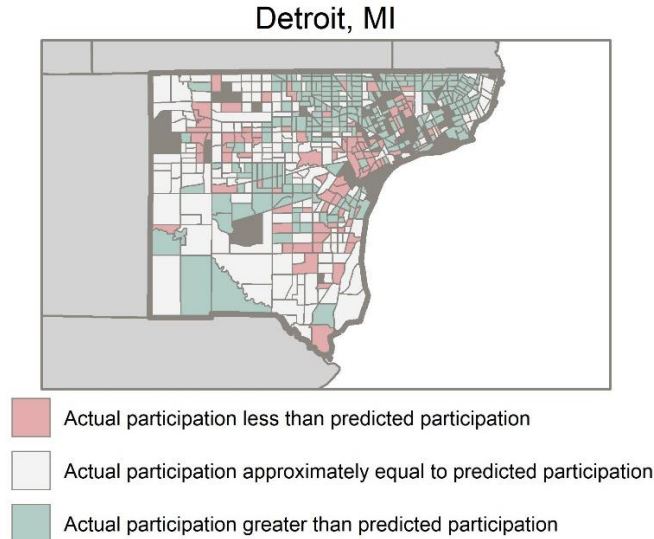 Detroit, MI
Actual participation less than predicted participation
Actual participation approximately equal to predicted participation
Actual participation greater than predicted participation